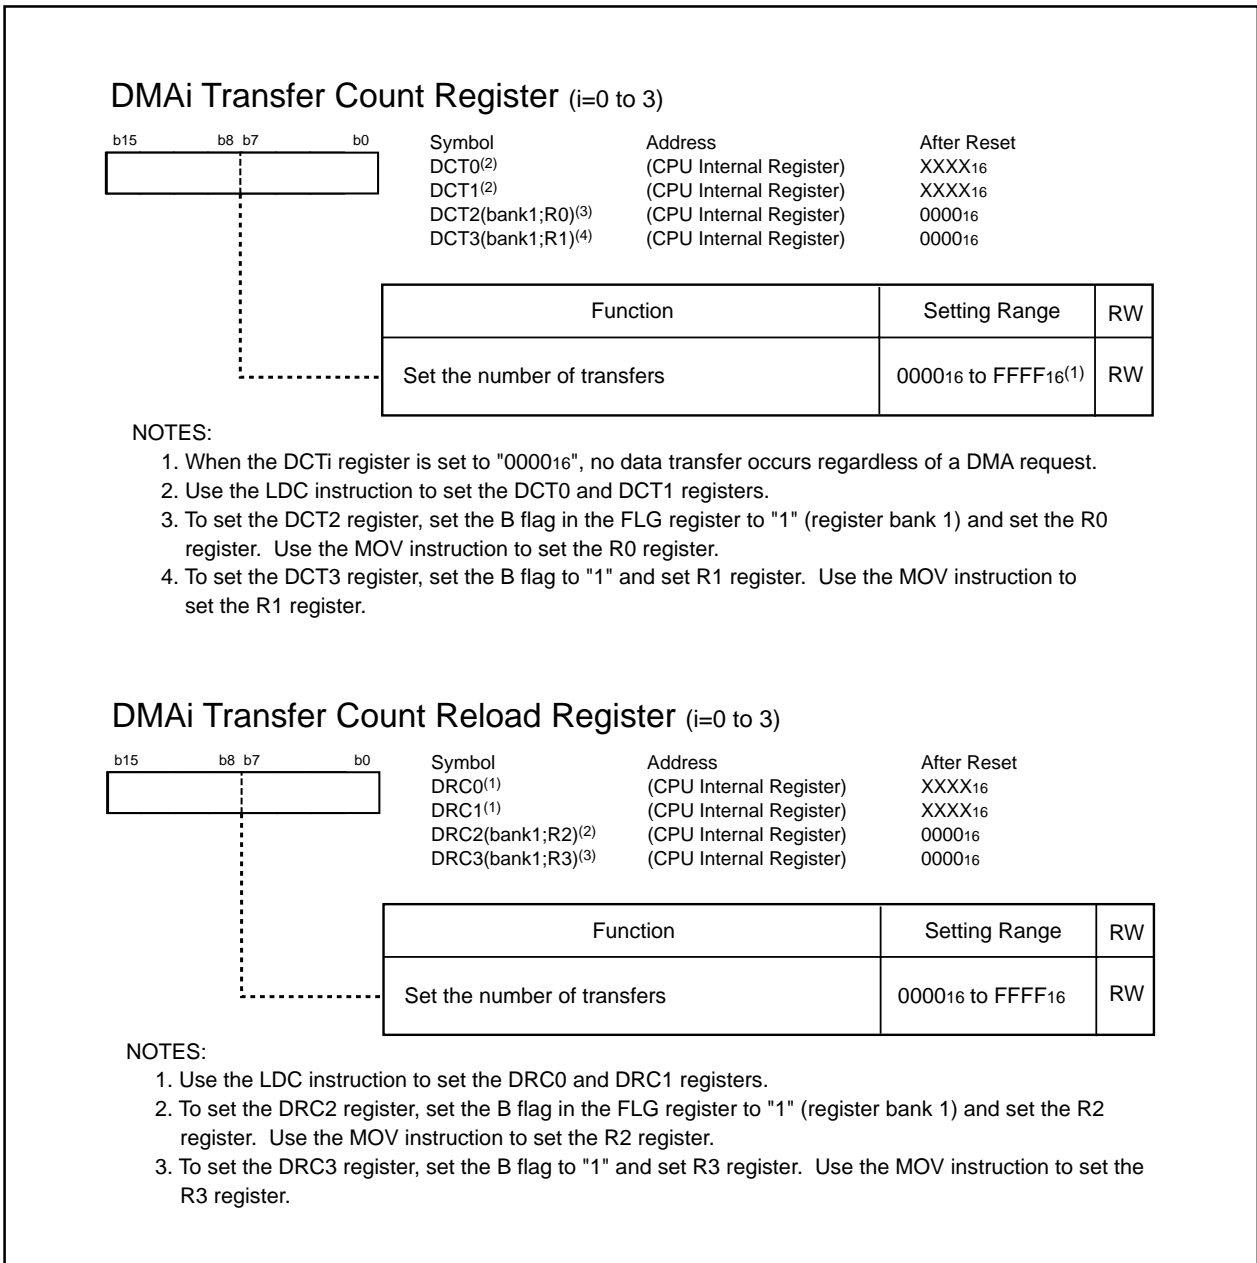 DMAi Transfer Count Register (i=0 to 3)
b15 b8 b7 b0
Symbol Address After Reset
DCT0(2) (CPU Internal Register) XXXX16
DCT1(2) (CPU Internal Register) XXXX16
DCT2(bank1;R0)(3) (CPU Internal Register) 000016
DCT3(bank1;R1)(4) (CPU Internal Register) 000016
Function Setting Range RW
Set the number of transfers 000016 to FFFF16(1) RW
NOTES:
1. When the DCTi register is set to "000016", no data transfer occurs regardless of a DMA request.
2. Use the LDC instruction to set the DCT0 and DCT1 registers.
3. To set the DCT2 register, set the B flag in the FLG register to "1" (register bank 1) and set the R0
register. Use the MOV instruction to set the R0 register.
4. To set the DCT3 register, set the B flag to "1" and set R1 register. Use the MOV instruction to
set the R1 register.
DMAi Transfer Count Reload Register (i=0 to 3)
b15 b8 b7 b0
Symbol Address After Reset
DRC0(1) (CPU Internal Register) XXXX16
DRC1(1) (CPU Internal Register) XXXX16
DRC2(bank1;R2)(2) (CPU Internal Register) 000016
DRC3(bank1;R3)(3) (CPU Internal Register) 000016
Function Setting Range RW
Set the number of transfers 000016 to FFFF16 RW
NOTES:
1. Use the LDC instruction to set the DRC0 and DRC1 registers.
2. To set the DRC2 register, set the B flag in the FLG register to "1" (register bank 1) and set the R2
register. Use the MOV instruction to set the R2 register.
3. To set the DRC3 register, set the B flag to "1" and set R3 register. Use the MOV instruction to set the
R3 register.